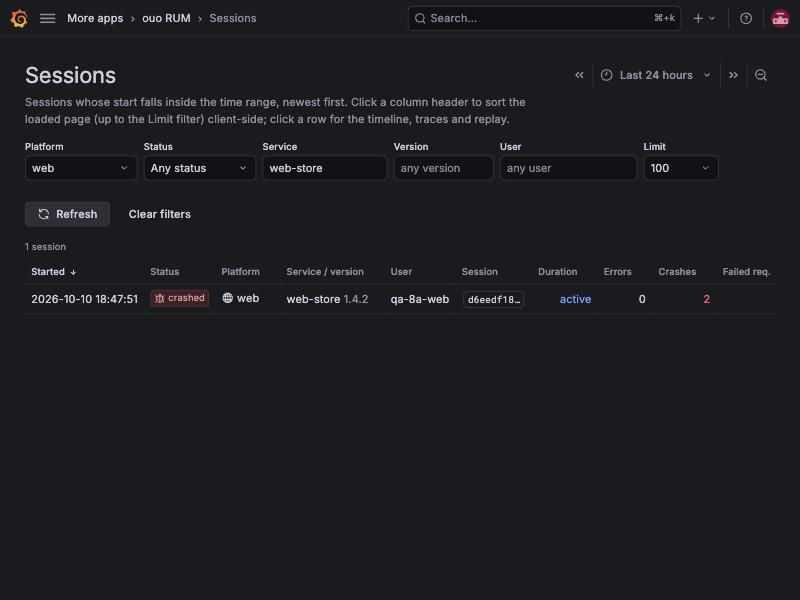 More apps › ouo RUM › Sessions
Search... ⌘+k
Sessions
Last 24 hours
Sessions whose start falls inside the time range, newest first. Click a column header to sort the
loaded page (up to the Limit filter) client-side; click a row for the timeline, traces and replay.
Platform Status Service Version User Limit
web Any status web-store any version any user 100
Refresh Clear filters
1 session
Started ↓ Status Platform Service / version User Session Duration Errors Crashes Failed req.
2026-10-10 18:47:51 crashed web web-store 1.4.2 qa-8a-web d6eedf18… active 0 2